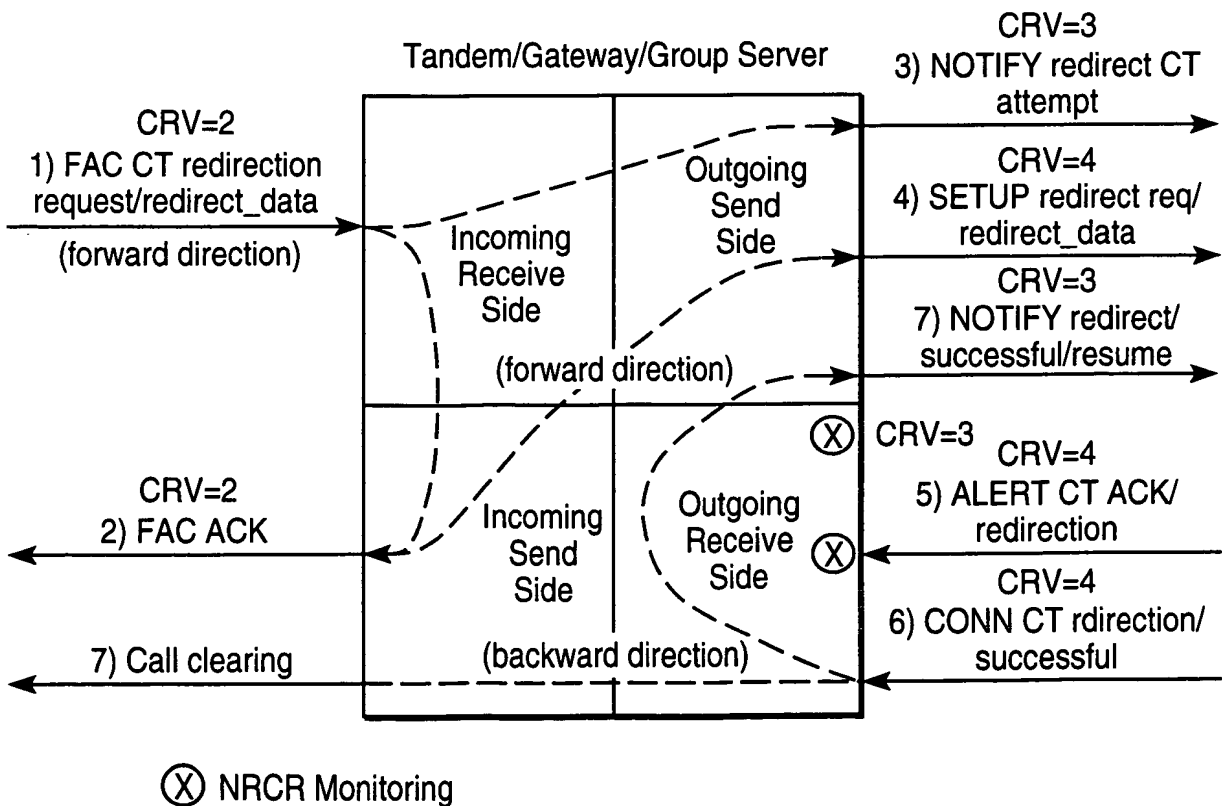 Tandem/Gateway/Group Server
CRV=2
1) FAC CT redirection
request/redirect_data
(forward direction)
CRV=3
3) NOTIFY redirect CT
attempt
CRV=4
4) SETUP redirect req/
redirect_data
CRV=3
7) NOTIFY redirect/
successful/resume
Incoming
Receive
Side
Outgoing
Send
Side
(forward direction)
CRV=2
2) FAC ACK
7) Call clearing
Incoming
Send
Side
Outgoing
Receive
Side
(backward direction)
X
CRV=3
CRV=4
5) ALERT CT ACK/
redirection
X
CRV=4
6) CONN CT rdirection/
successful
X NRCR Monitoring